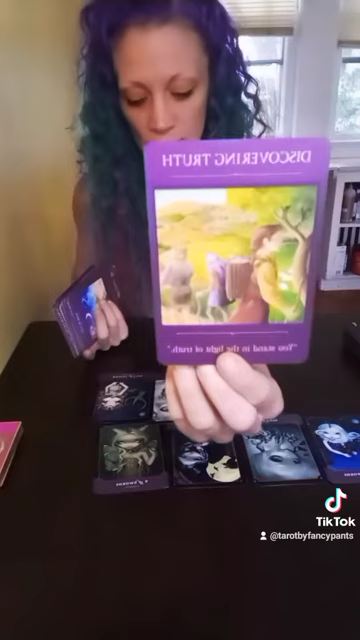 DISCOVERING TRUTH
"You stand in the light of truth."
TikTok
@tarotbyfancypants